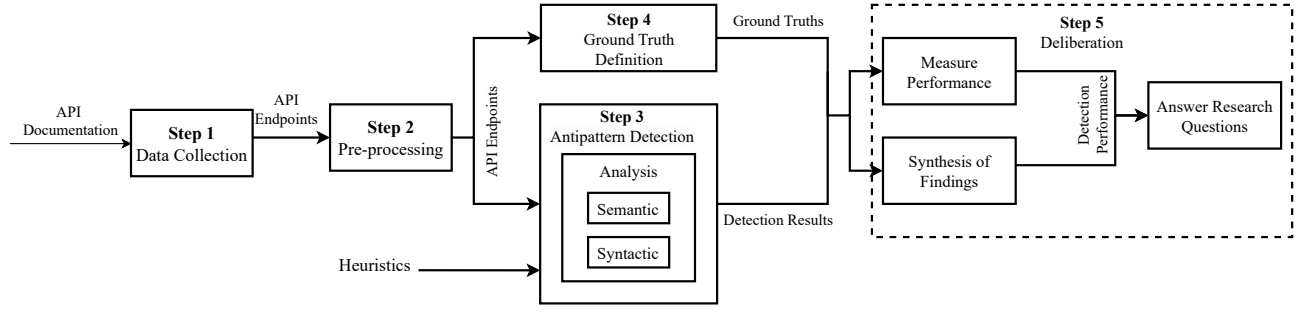 API
Documentation
Step 1
Data Collection
API
Endpoints
Step 2
Pre-processing
API Endpoints
Step 4
Ground Truth
Definition
Heuristics
Step 3
Antipattern Detection
Analysis
Semantic
Syntactic
Ground Truths
Detection Results
Step 5
Deliberation
Measure
Performance
Synthesis of
Findings
Detection
Performance
Answer Research
Questions